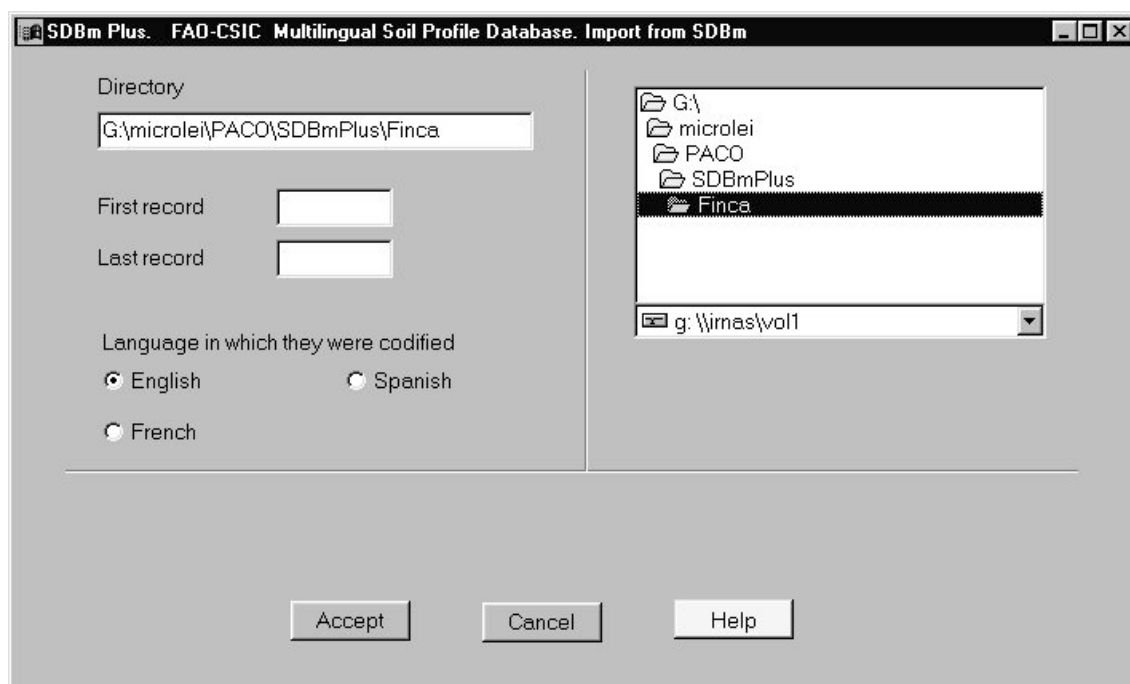 SDBm Plus. FAO-CSIC Multilingual Soil Profile Database. Import from SDBm
Directory
G:\microlei\PACO\SDBmPlus\Finca
First record
Last record
Language in which they were codified
English
Spanish
French
G:\
microlei
PACO
SDBmPlus
Finca
g: \\irnas\vol1
Accept
Cancel
Help